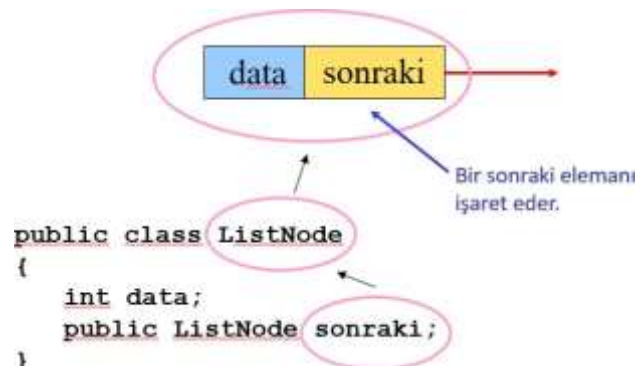 data sonraki
Bir sonraki elemanı
işaret eder.
public class ListNode
{
int data;
public ListNode sonraki;
}